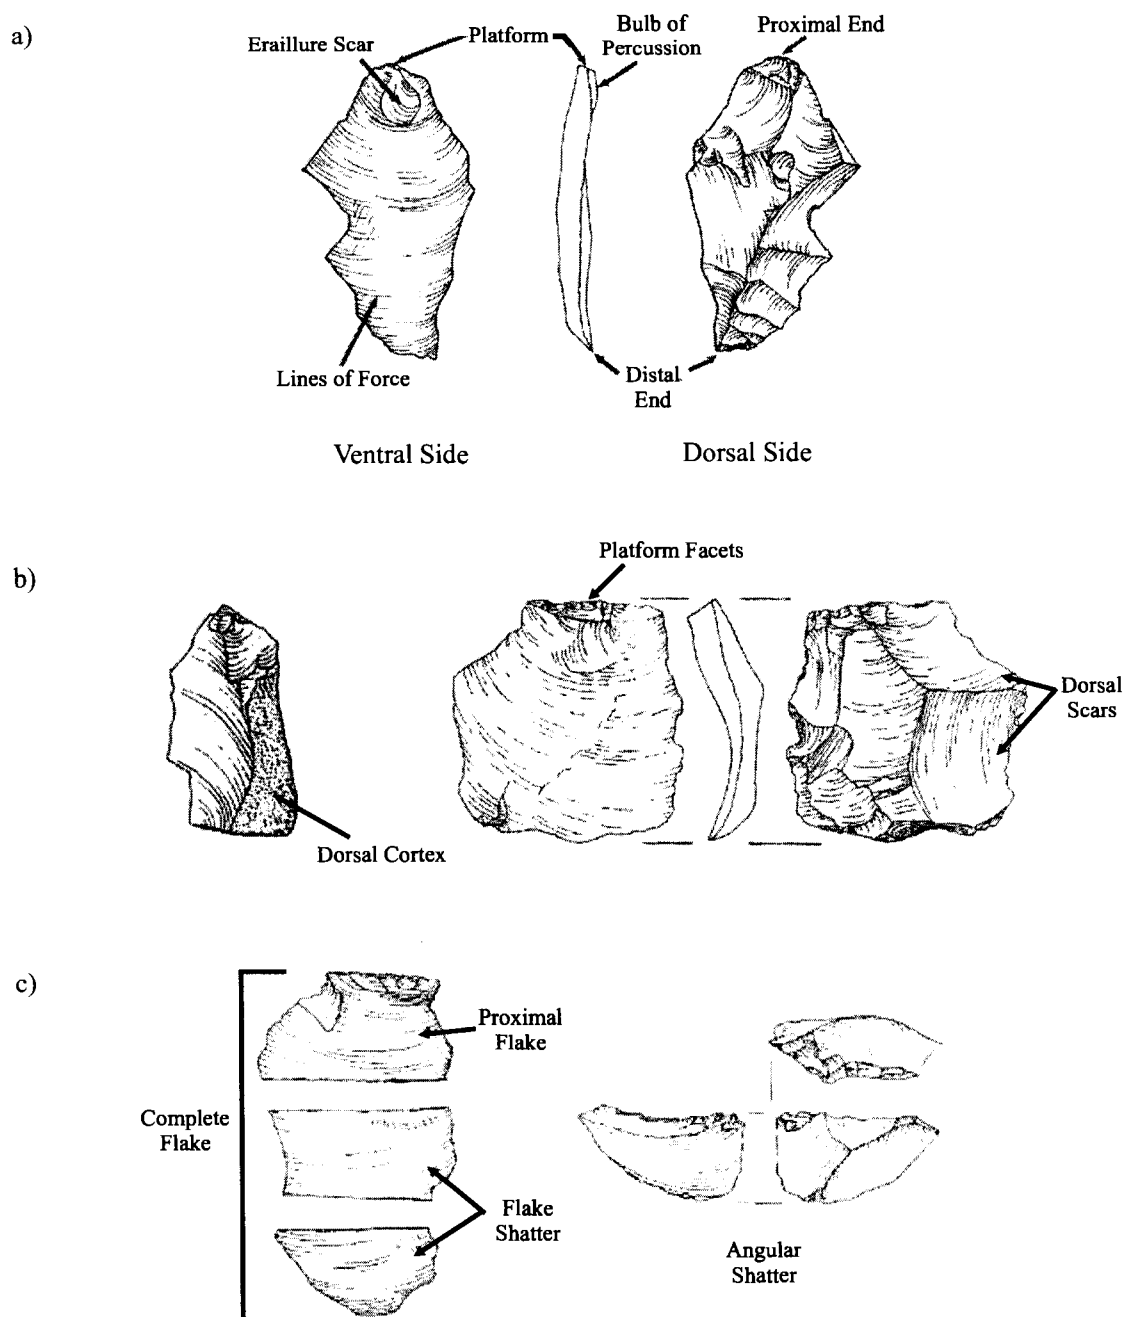 a)
Eraillure Scar
Platform
Bulb of
Percussion
Proximal End
Lines of Force
Distal
End
Ventral Side
Dorsal Side
b)
Platform Facets
Dorsal
Scars
Dorsal Cortex
c)
Proximal
Flake
Complete
Flake
Flake
Shatter
Angular
Shatter